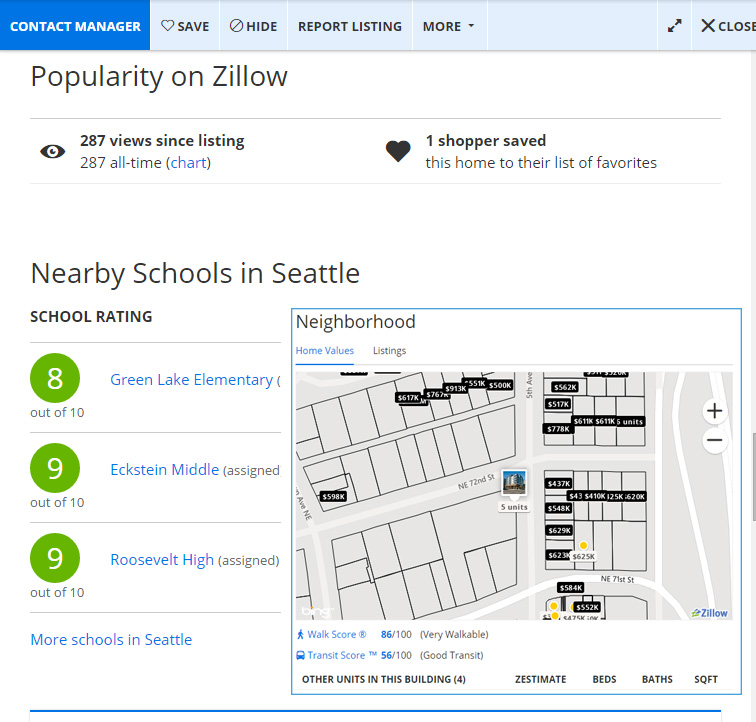 CONTACT MANAGER
SAVE
HIDE
REPORT LISTING
MORE
CLOSE
Popularity on Zillow
287 views since listing
287 all-time (chart)
1 shopper saved
this home to their list of favorites
Nearby Schools in Seattle
SCHOOL RATING
8
out of 10
Green Lake Elementary (
9
out of 10
Eckstein Middle (assigned
9
out of 10
Roosevelt High (assigned)
More schools in Seattle
Neighborhood
Home Values
Listings
$617K
$767K
$913K
$551K
$500K
5th Ave
$562K
$517K
$611K
$611K
5 units
$778K
NE 72nd St
5 units
$598K
Ave NE
$437K
$43
$410K
$620K
$548K
$629K
$623K
$625K
NE 71st St
$584K
$552K
$475K
bing
Zillow
Walk Score ® 86/100 (Very Walkable)
Transit Score ™ 56/100 (Good Transit)
OTHER UNITS IN THIS BUILDING (4) ZESTIMATE BEDS BATHS SQFT